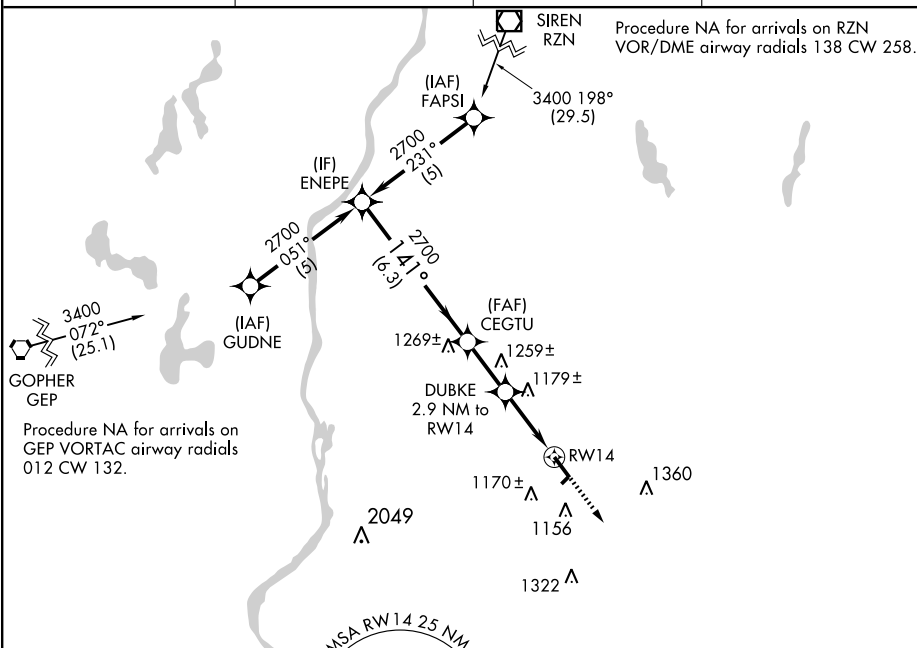 SIREN
RZN
Procedure NA for arrivals on RZN
VOR/DME airway radials 138 CW 258.
(IAF)
FAPSI
3400 198°
(29.5)
2700
231°
(5)
(IF)
ENEPE
2700
051°
(5)
2700
141°
(6.3)
(IAF)
GUDNE
3400
072°
(25.1)
GOPHER
GEP
Procedure NA for arrivals on
GEP VORTAC airway radials
012 CW 132.
(FAF)
CEGTU
1269±
1259±
1179±
DUBKE
2.9 NM to
RW14
RW14
1170±
1360
1156
2049
1322
MSA RW14 25 NM